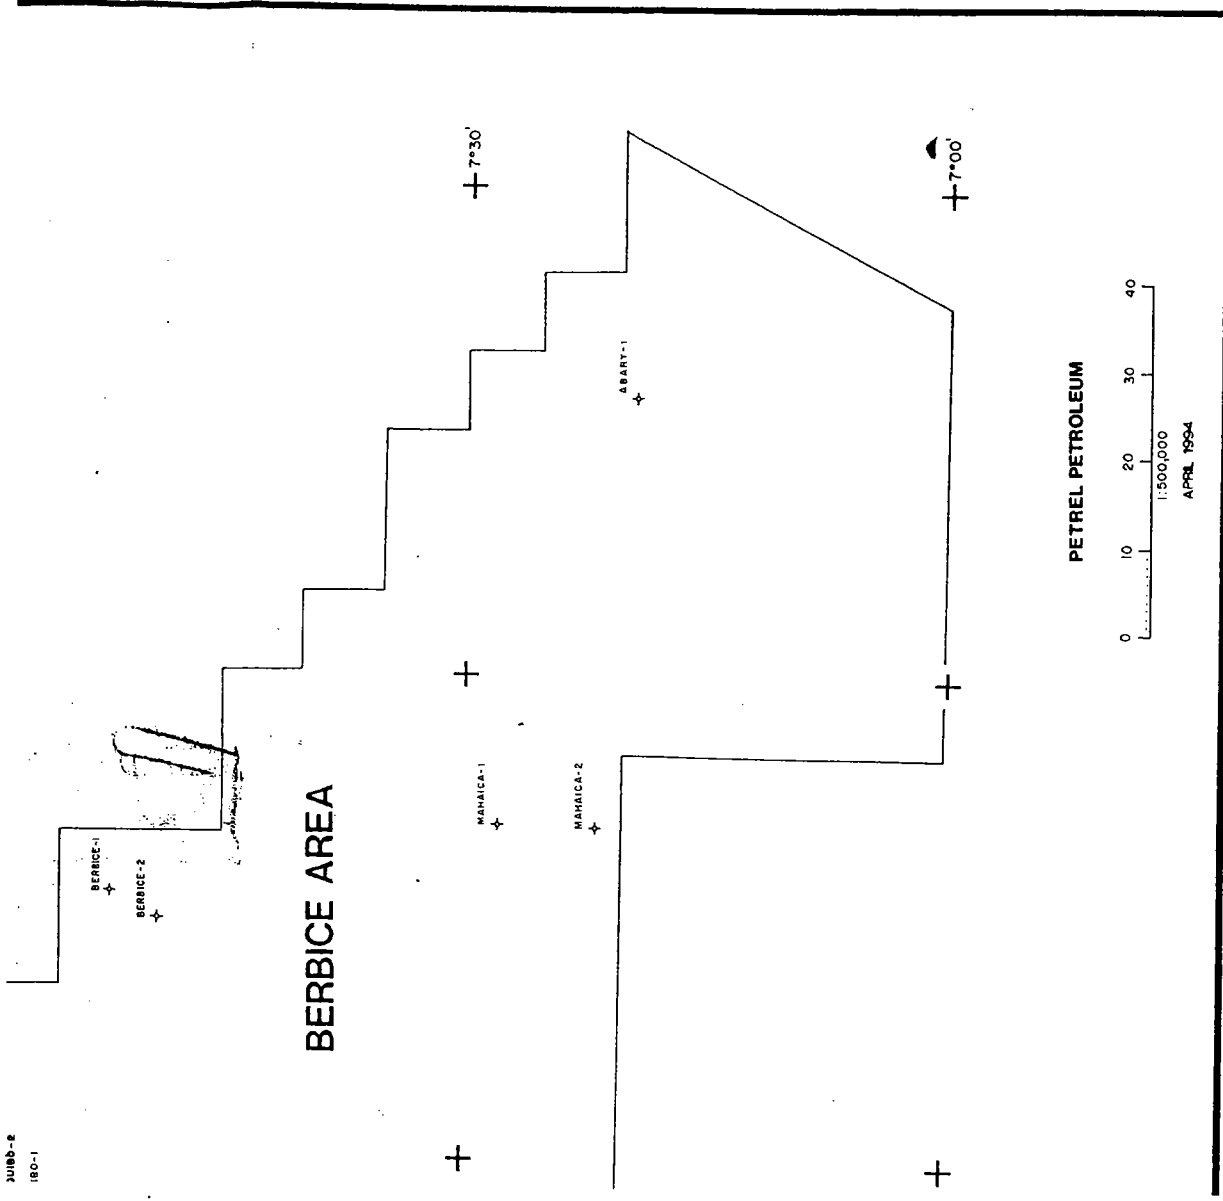 7°30'
7°00'
ABARY-1
BERBICE-1
BERBICE-2
MAHAICA-1
MAHAICA-2
BERBICE AREA
PETREL PETROLEUM
0 10 20 30 40
1:500,000
APRIL 1994